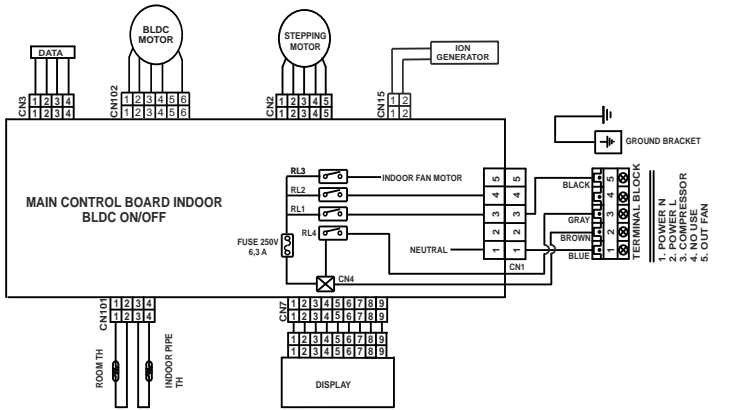 DATA
BLDC
MOTOR
STEPPING
MOTOR
ION
GENERATOR
CN3
1 2 3 4
1 2 3 4
CN102
1 2 3 4 5 6
1 2 3 4 5 6
CN2
1 2 3 4 5
1 2 3 4 5
CN15
1 2
1 2
GROUND BRACKET
MAIN CONTROL BOARD INDOOR
BLDC ON/OFF
RL3
INDOOR FAN MOTOR
RL2
RL1
RL4
FUSE 250V
6,3 A
NEUTRAL
CN4
5 5
4 4
3 3
2 2
1 1
CN1
BLACK
GRAY
BROWN
BLUE
5
4
3
2
1
TERMINAL BLOCK
1. POWER N
2. POWER L
3. COMPRESSOR
4. NO USE
5. OUT FAN
CN101
1 2 3 4
1 2 3 4
ROOM TH
INDOOR PIPE
TH
CN7
1 2 3 4 5 6 7 8 9
1 2 3 4 5 6 7 8 9
1 2 3 4 5 6 7 8 9
1 2 3 4 5 6 7 8 9
DISPLAY